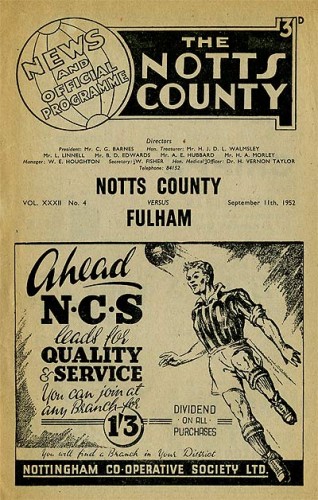 3D
NEWS
AND
OFFICIAL
PROGRAMME
THE
NOTTS
COUNTY
Directors
President: Mr. C. G. BARNES Hon. Treasurer: Mr. H. J. D. L. WALMSLEY
Mr. L. LINNELL Mr. B. D. EDWARDS Mr. A. E. HUBBARD Mr. H. A. MORLEY
Manager: W. E. HOUGHTON Secretary: W. FISHER Hon. Medical Officer: Dr. H. VERNON TAYLOR
Telephone: 84152
NOTTS COUNTY
VOL. XXXII No. 4 VERSUS September 11th, 1952
FULHAM
Ahead
N·C·S
leads for
QUALITY
& SERVICE
You can join at
any Branch for
1/3
DIVIDEND
· ON ALL ·
PURCHASES
You will find a Branch in Your District
NOTTINGHAM CO-OPERATIVE SOCIETY LTD